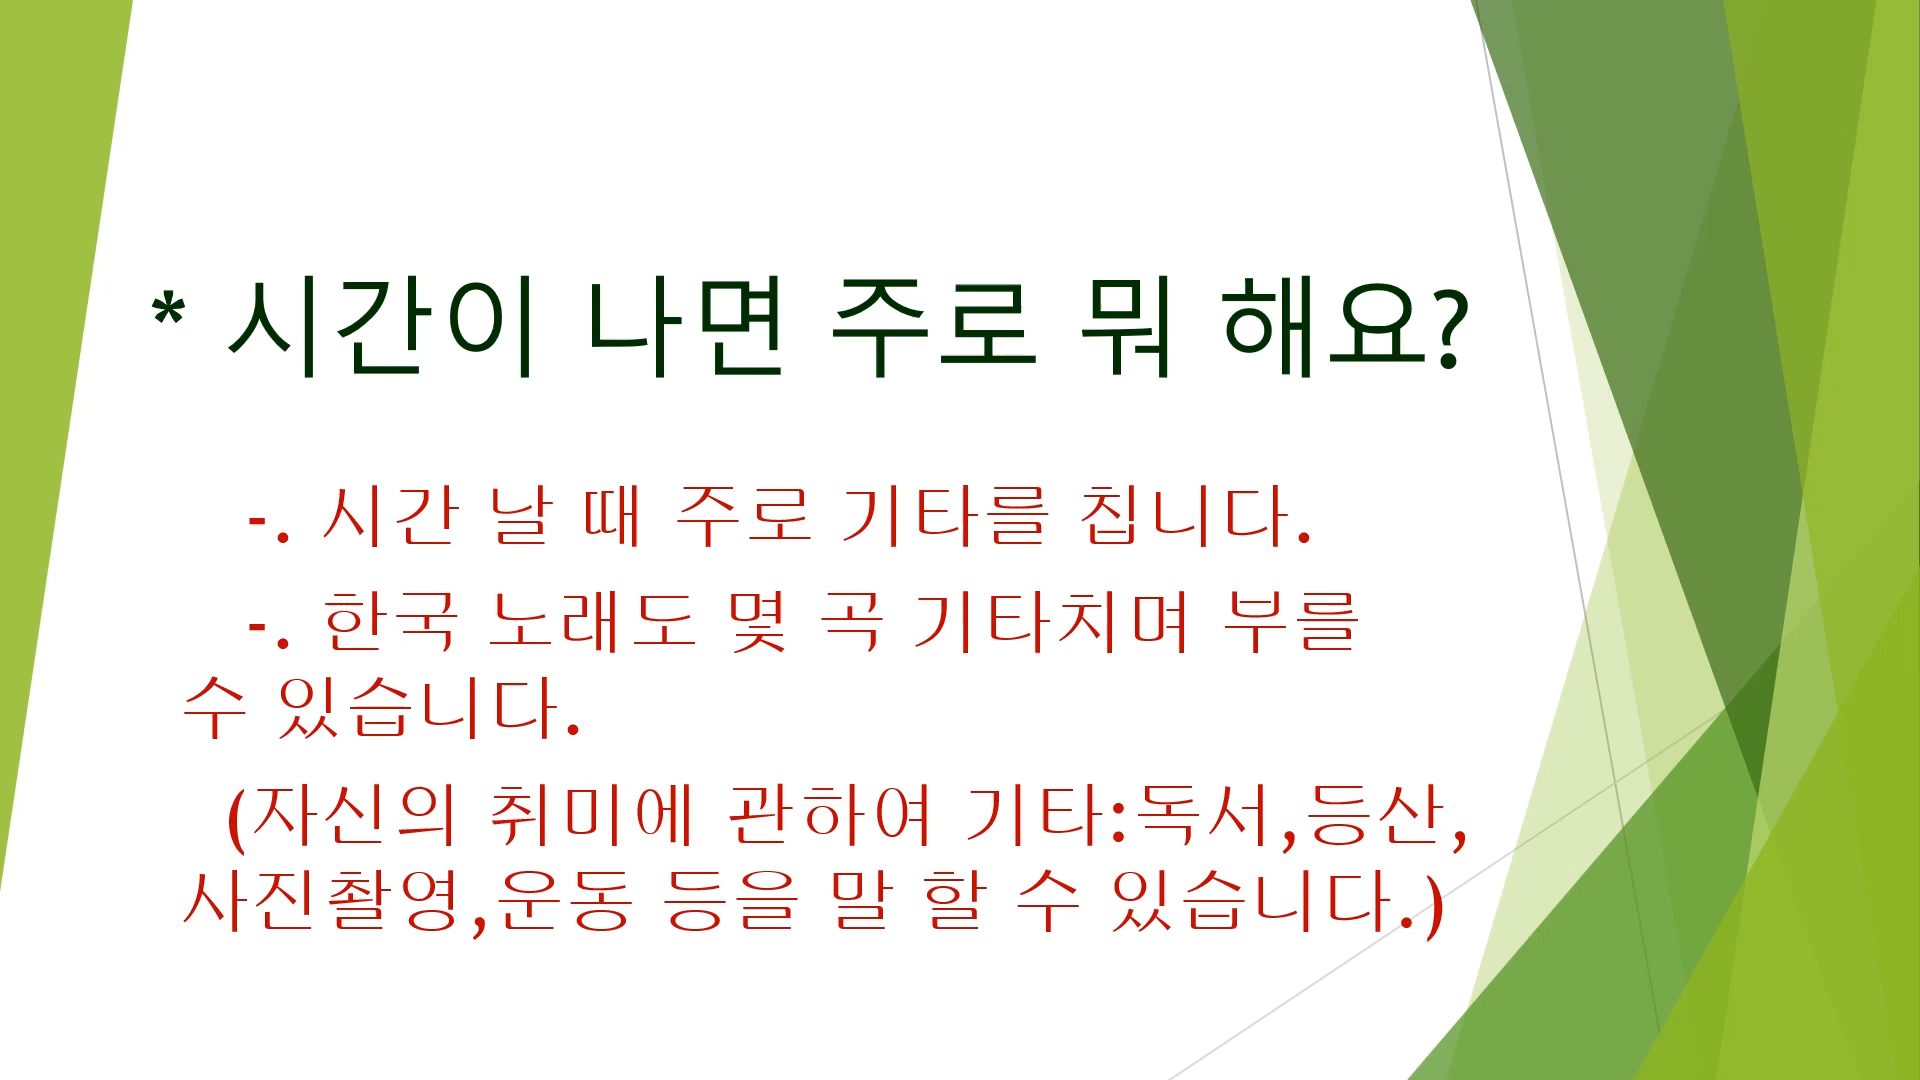 * 시간이 나면 주로 뭐 해요?
-. 시간 날 때 주로 기타를 칩니다.
-. 한국 노래도 몇 곡 기타치며 부를
수 있습니다.
(자신의 취미에 관하여 기타:독서,등산,
사진촬영,운동 등을 말 할 수 있습니다.)